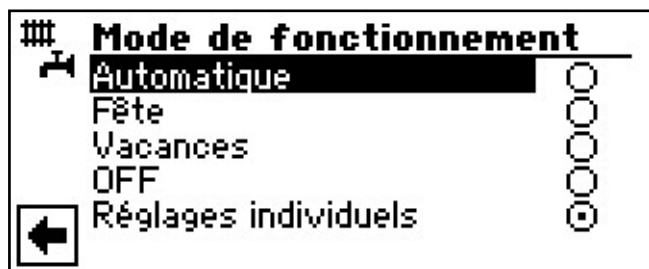 Mode de fonctionnement
Automatique
Fête
Vacances
OFF
Réglages individuels